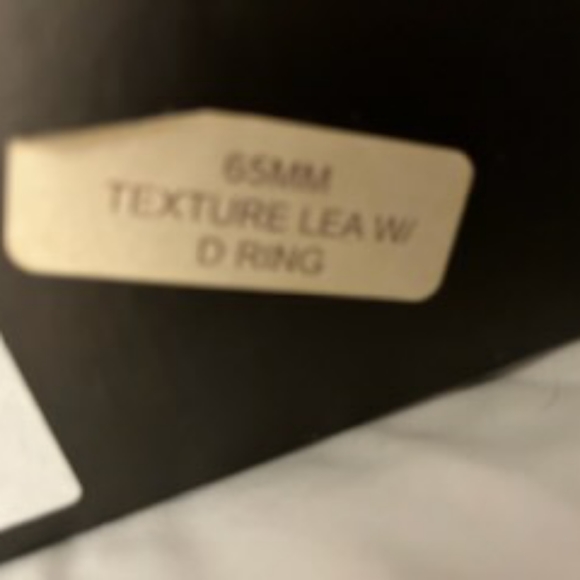 65MM
TEXTURE LEA W/
D RING